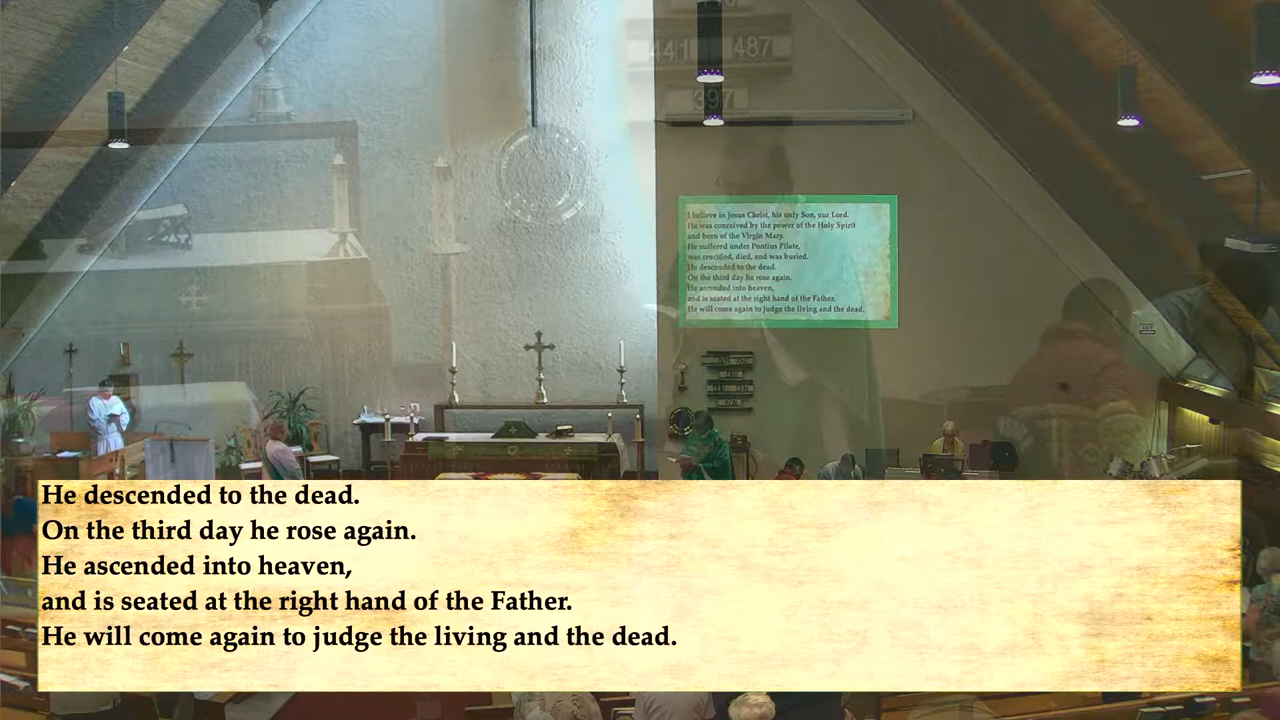 441 487
397
I believe in Jesus Christ, his only Son, our Lord.
He was conceived by the power of the Holy Spirit
and born of the Virgin Mary.
He suffered under Pontius Pilate,
was crucified, died, and was buried.
He descended to the dead.
On the third day he rose again.
He ascended into heaven,
and is seated at the right hand of the Father.
He will come again to judge the living and the dead.
441 487
397
He descended to the dead.
On the third day he rose again.
He ascended into heaven,
and is seated at the right hand of the Father.
He will come again to judge the living and the dead.